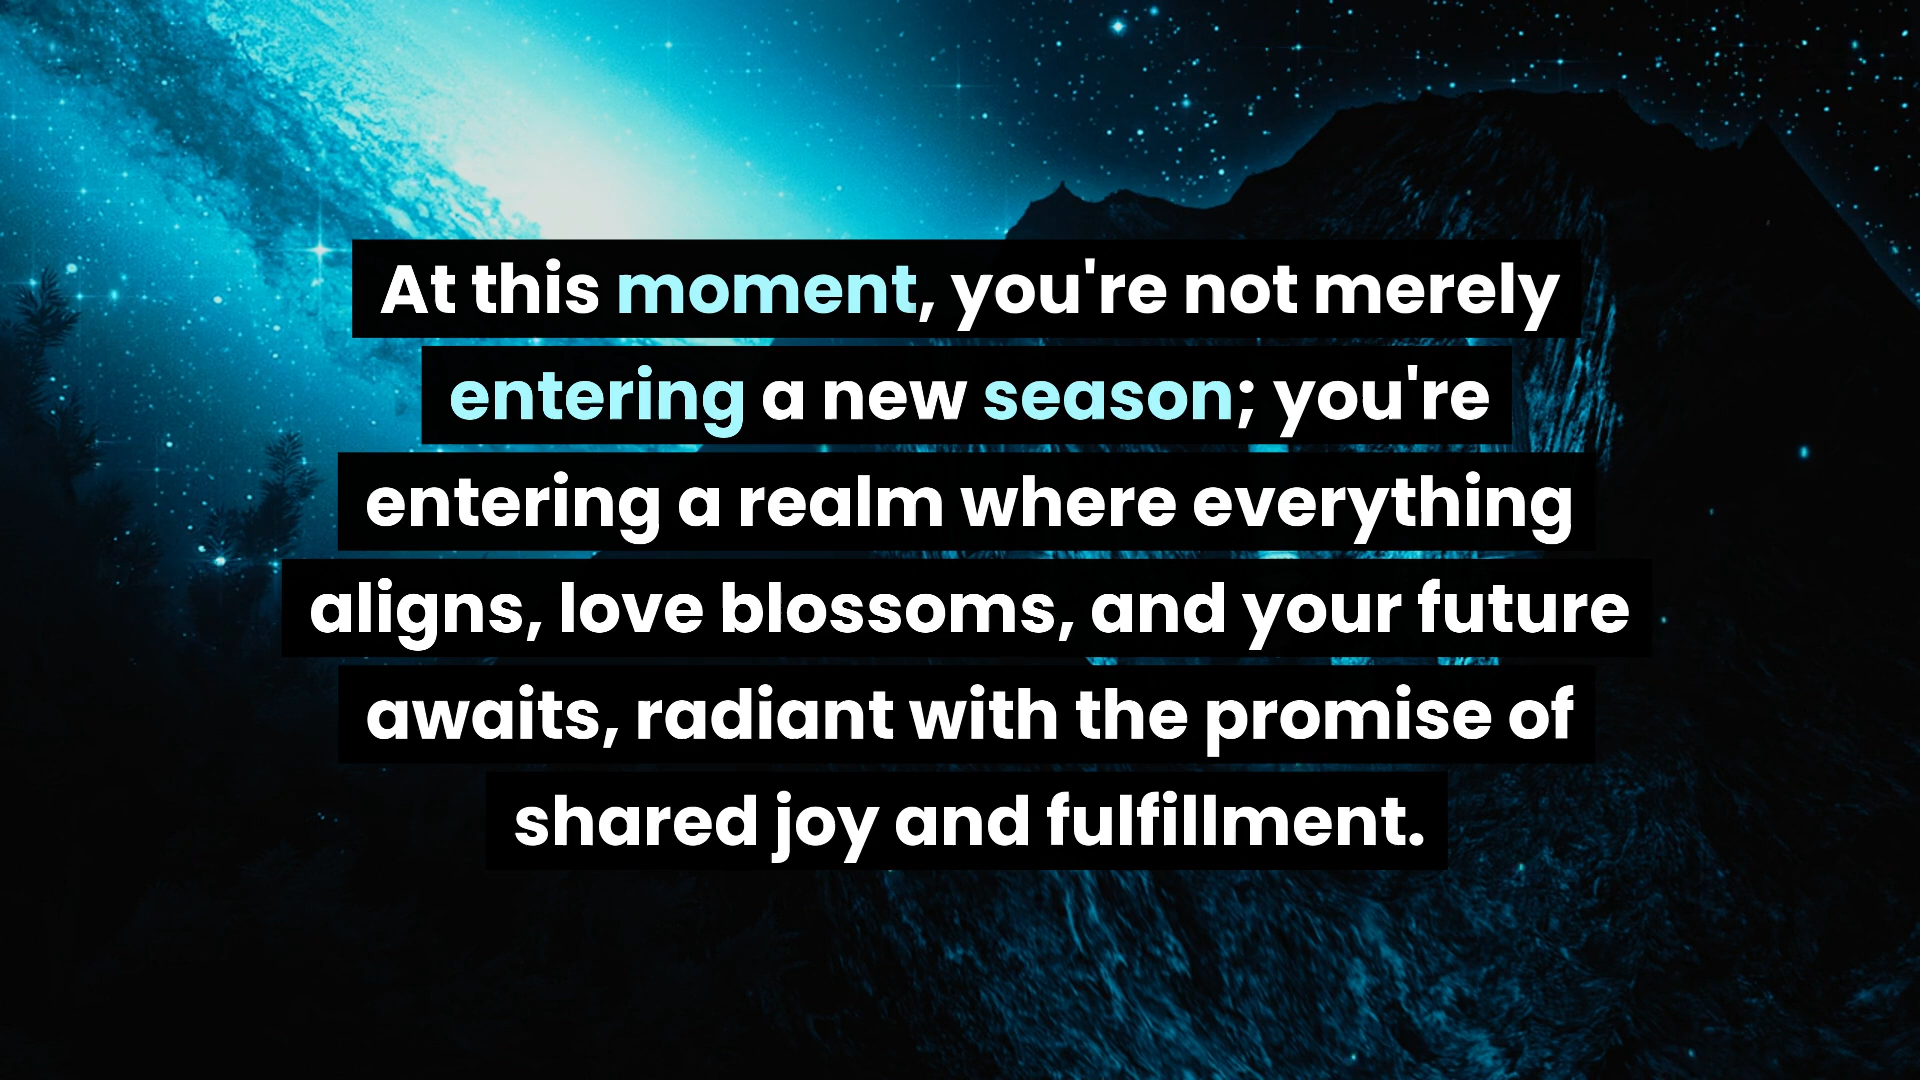 At this moment, you're not merely
entering a new season; you're
entering a realm where everything
aligns, love blossoms, and your future
awaits, radiant with the promise of
shared joy and fulfillment.